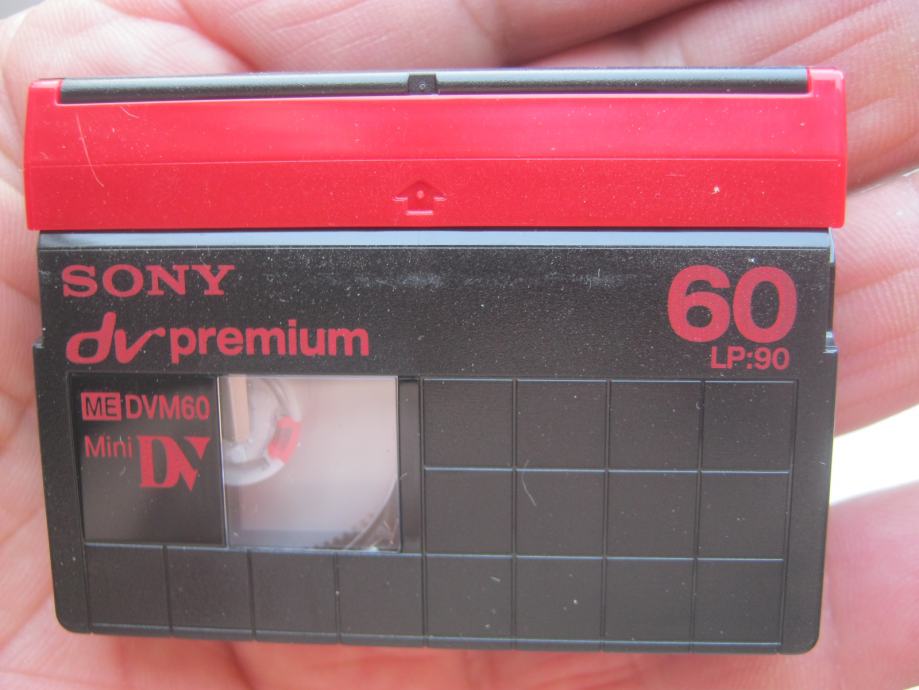 SONY
60
dv premium
LP:90
ME DVM60
Mini DV